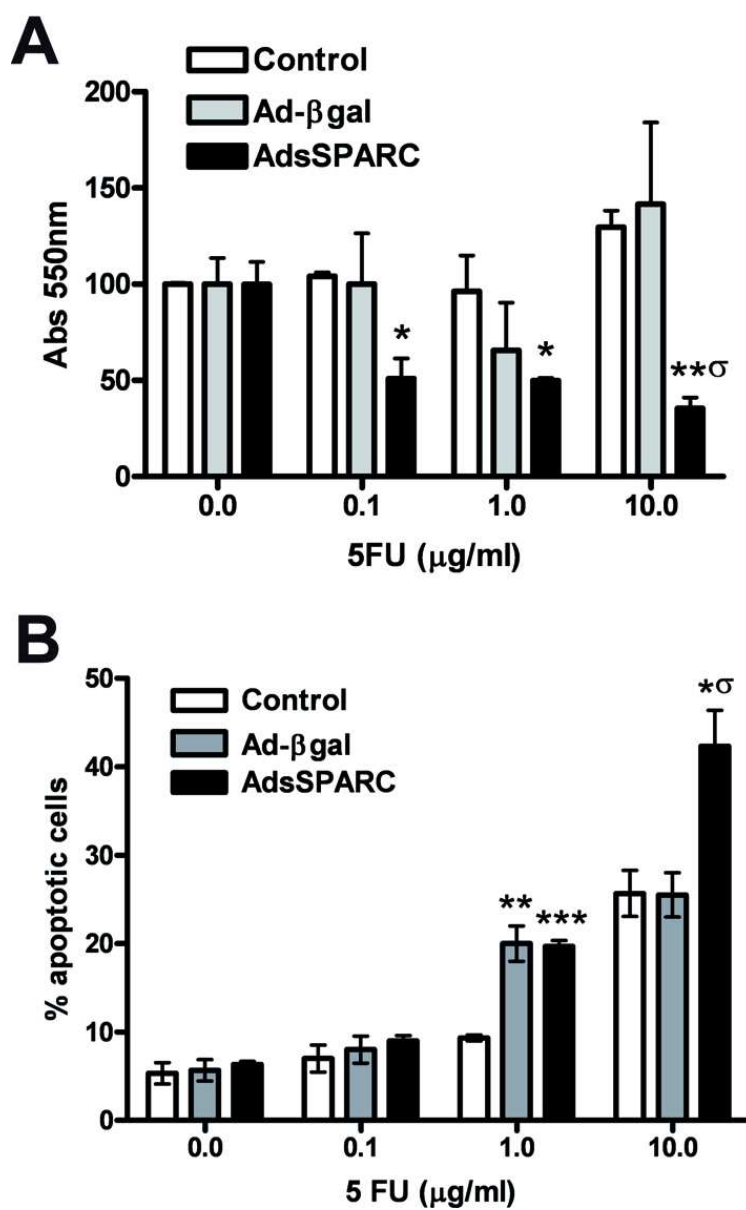 A
Control
Ad-βgal
AdsSPARC
200
150
100
50
0
Abs 550nm
*
*
**σ
0.0 0.1 1.0 10.0
5FU (μg/ml)
B
Control
Ad-βgal
AdsSPARC
50
40
30
20
10
0
% apoptotic cells
**
***
*σ
0.0 0.1 1.0 10.0
5 FU (μg/ml)